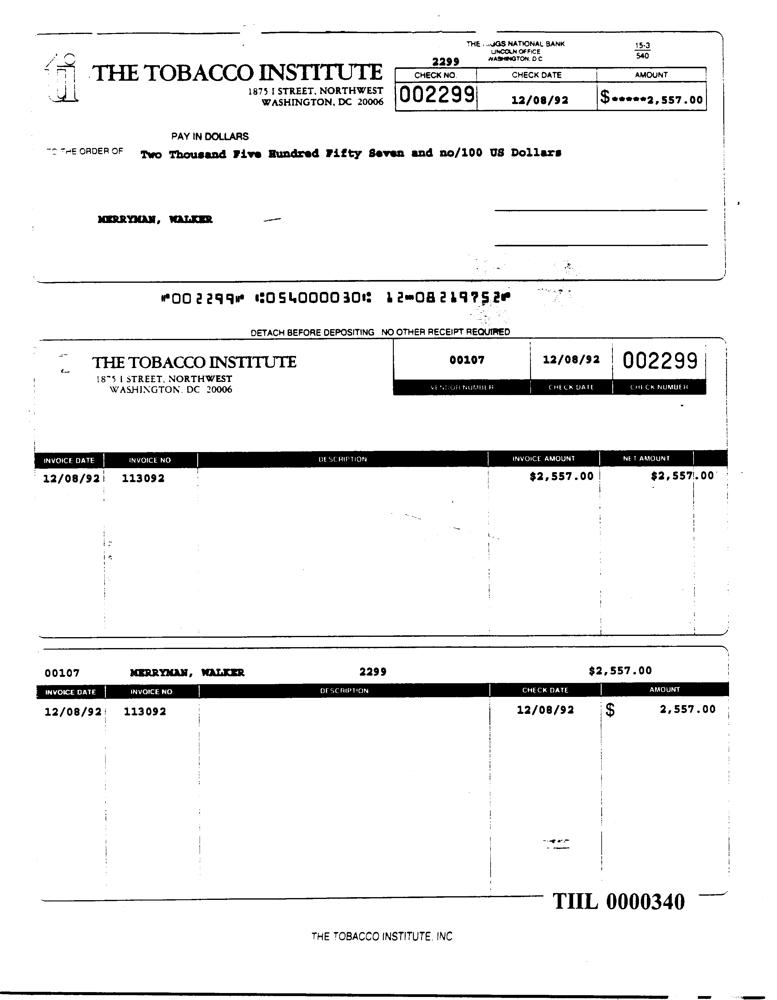 THE NATIONAL BANK
LINCOLN OFFICE
WASHINGTON, D C
15-3
540
2299
THE TOBACCO INSTITUTE
1875 I STREET, NORTHWEST
WASHINGTON, DC 20006
CHECK NO. CHECK DATE AMOUNT
002299 12/08/92 $*****2,557.00
PAY IN DOLLARS
TO THE ORDER OF Two Thousand Five Hundred Fifty Seven and no/100 US Dollars
MERRYMAN, WALKER
⑈002299⑈ ⑆054000030⑆ 12⑉08219752⑈
DETACH BEFORE DEPOSITING NO OTHER RECEIPT REQUIRED
THE TOBACCO INSTITUTE
1875 I STREET, NORTHWEST
WASHINGTON, DC 20006
00107 12/08/92 002299
VENDOR NUMBER CHECK DATE CHECK NUMBER
INVOICE DATE INVOICE NO DESCRIPTION INVOICE AMOUNT NET AMOUNT
12/08/92 113092 $2,557.00 $2,557.00
00107 MERRYMAN, WALKER 2299 $2,557.00
INVOICE DATE INVOICE NO DESCRIPTION CHECK DATE AMOUNT
12/08/92 113092 12/08/92 $ 2,557.00
TIIL 0000340
THE TOBACCO INSTITUTE, INC